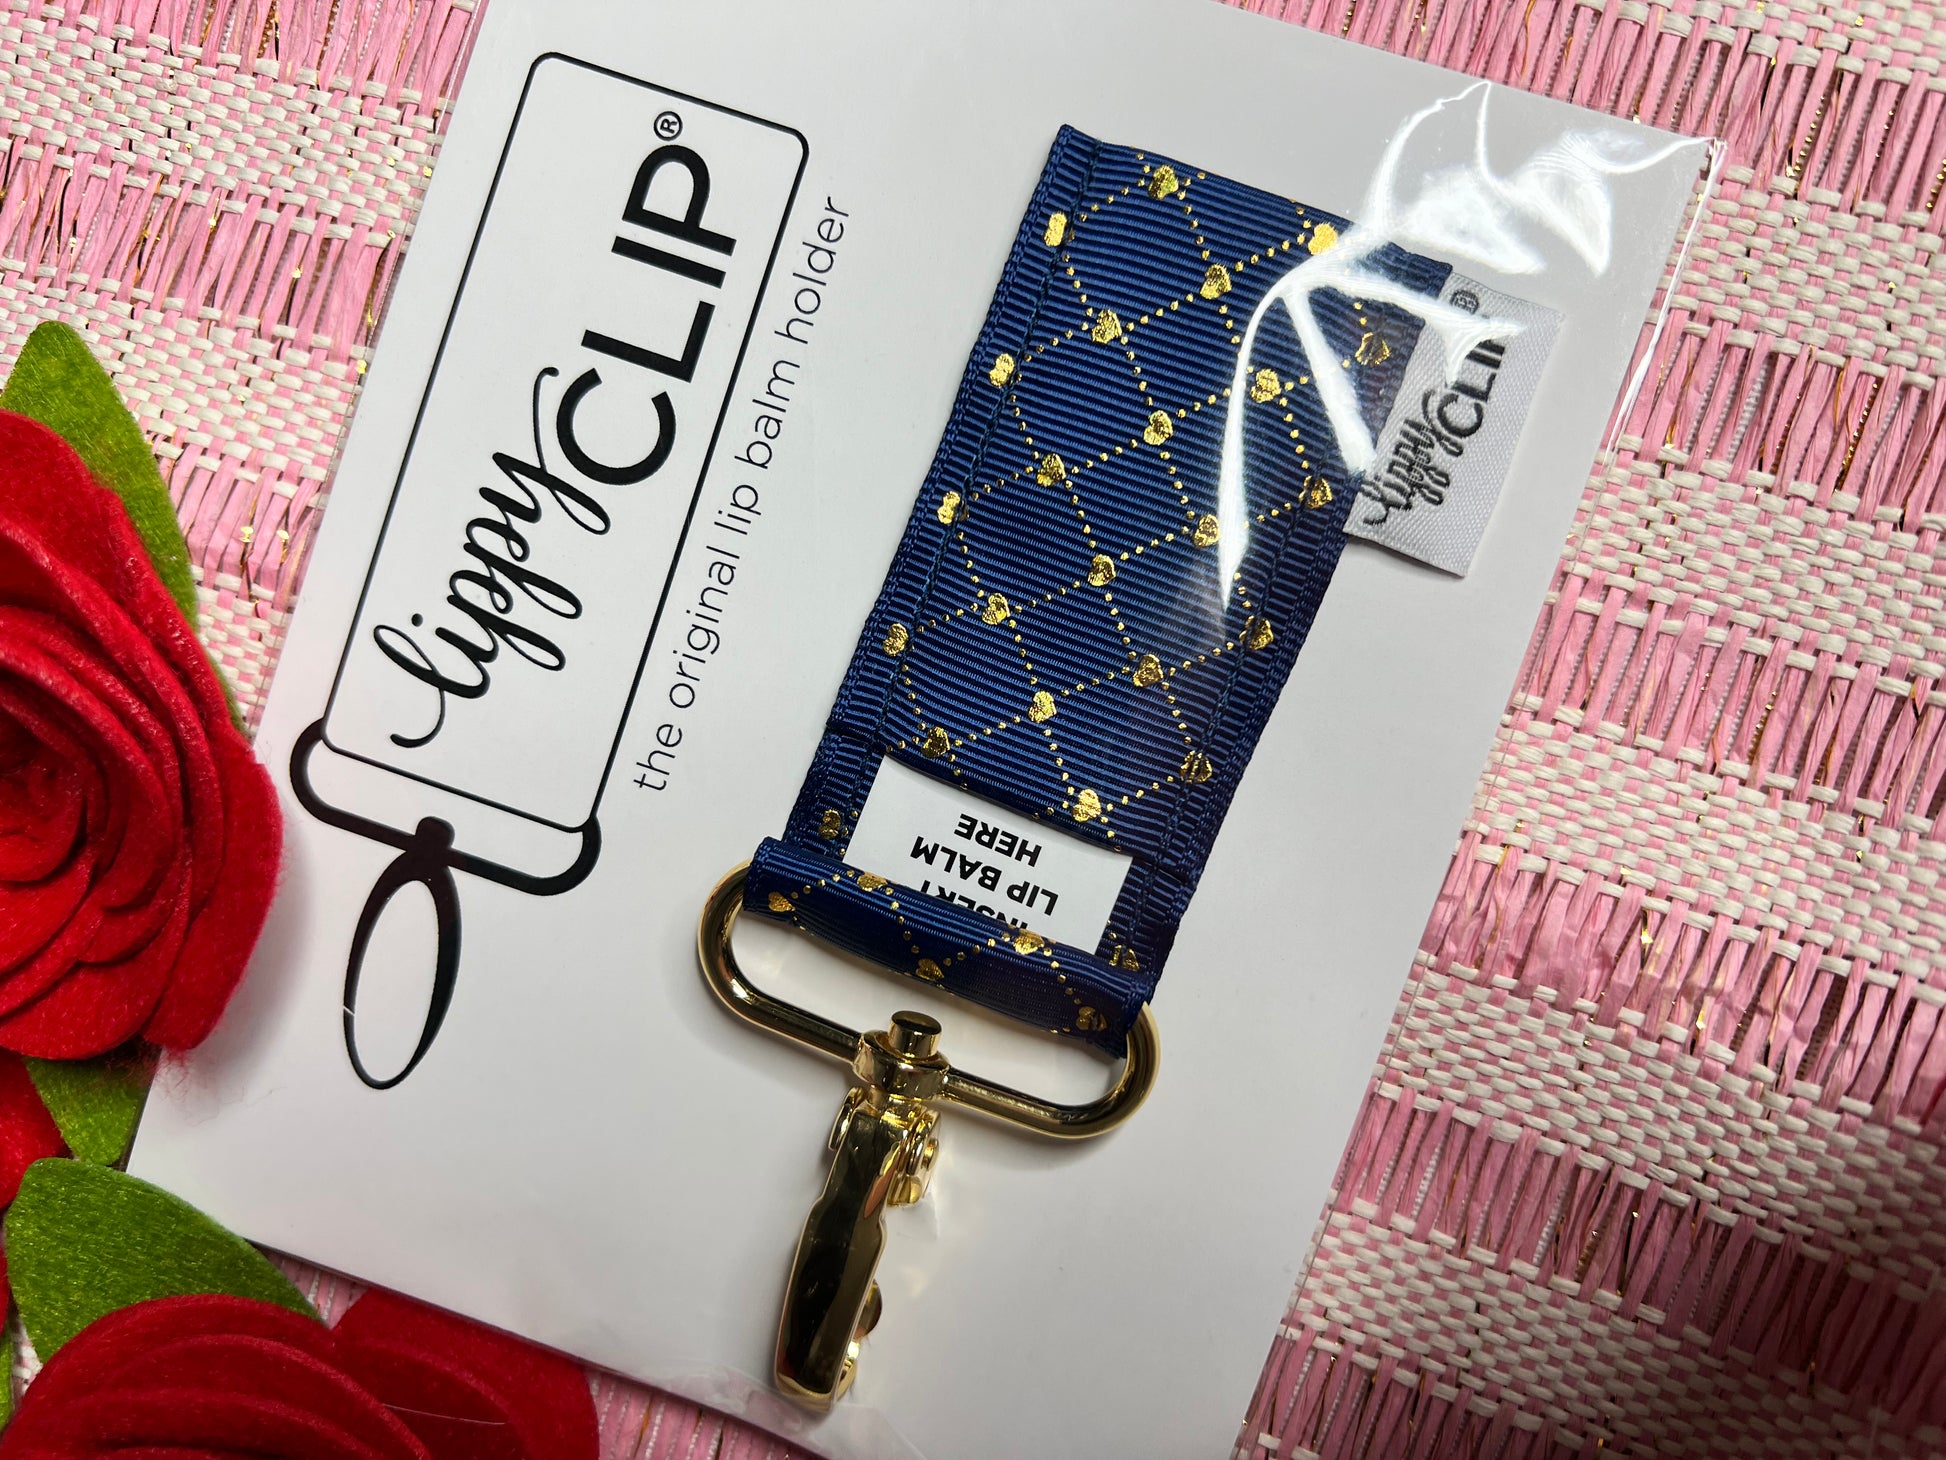 lippyCLIP®
the original lip balm holder
lippyCLIP®
INSERT
LIP BALM
HERE